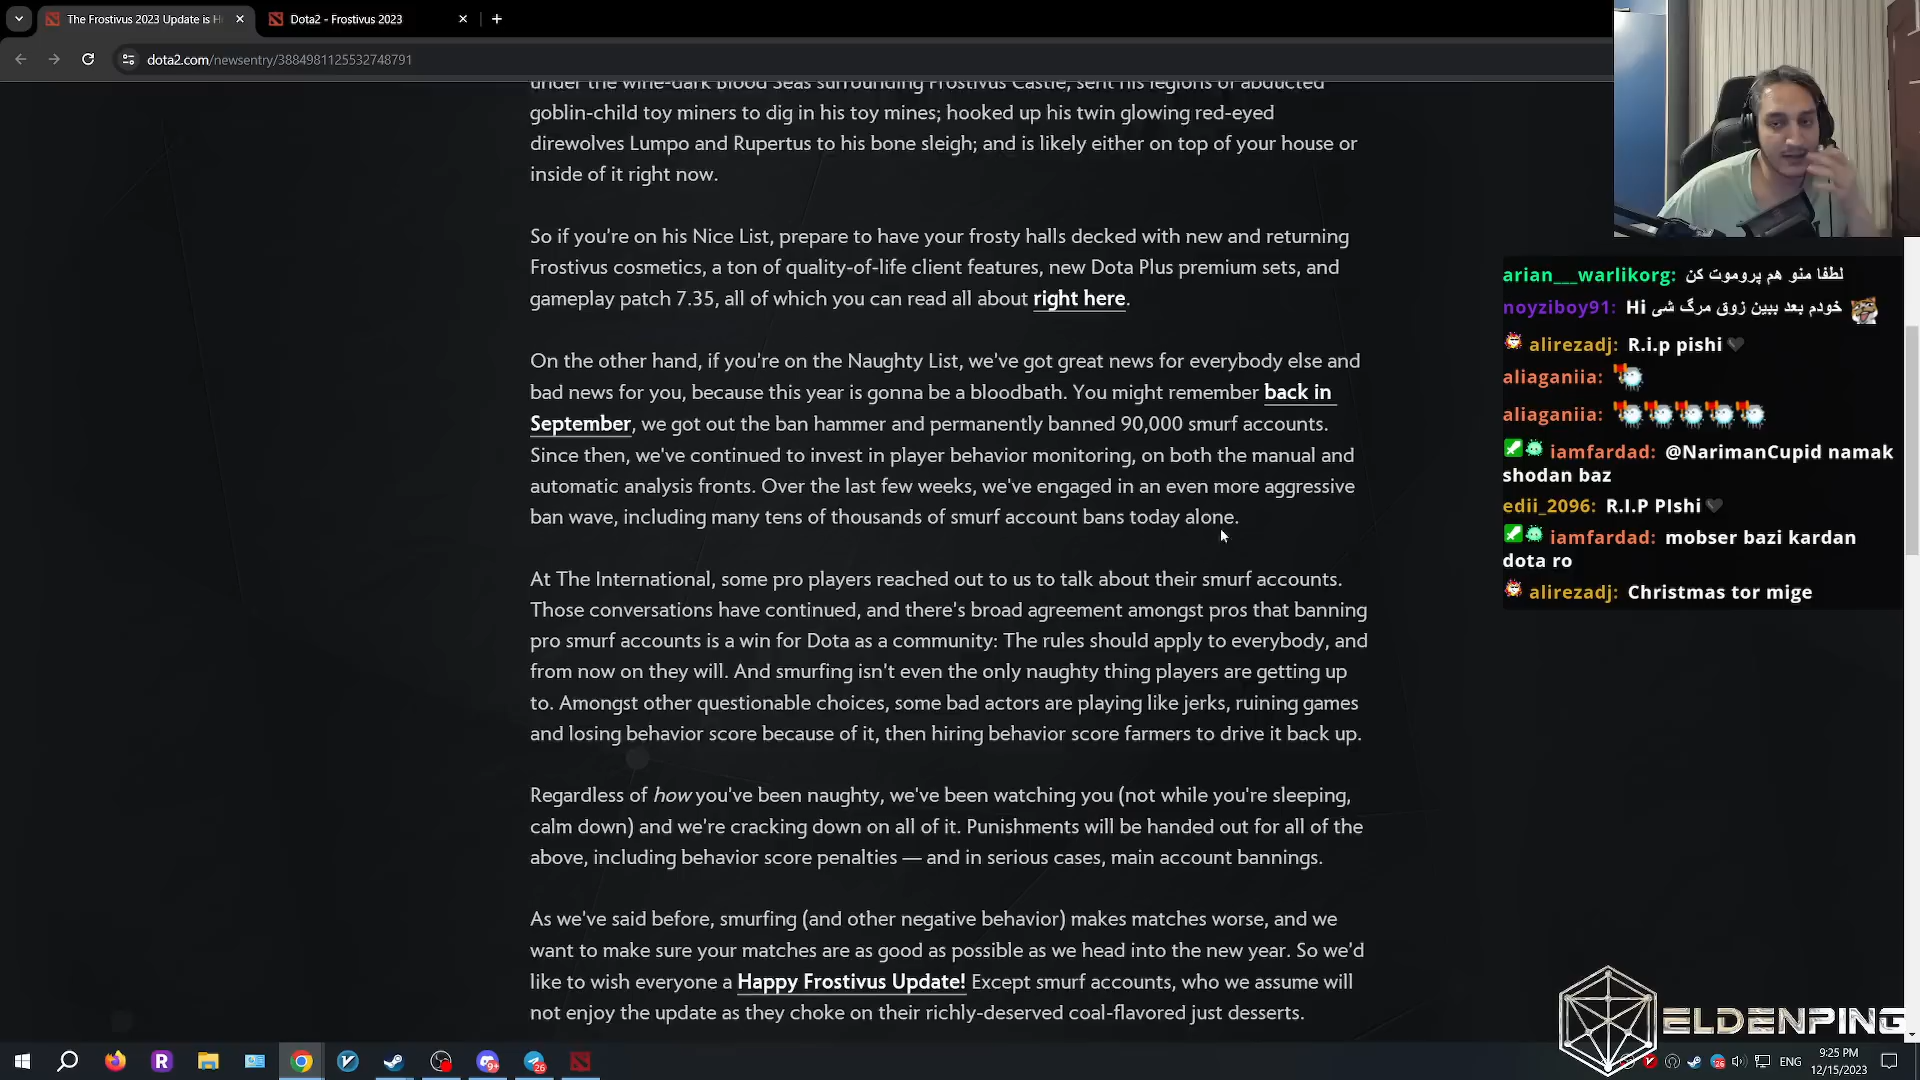 The Frostivus 2023 Update is H
Dota2 - Frostivus 2023
dota2.com/newsentry/3884981125532748791
under the wine-dark Blood Seas surrounding Frostivus Castle; sent his legions of abducted
goblin-child toy miners to dig in his toy mines; hooked up his twin glowing red-eyed
direwolves Lumpo and Rupertus to his bone sleigh; and is likely either on top of your house or
inside of it right now.
So if you're on his Nice List, prepare to have your frosty halls decked with new and returning
Frostivus cosmetics, a ton of quality-of-life client features, new Dota Plus premium sets, and
gameplay patch 7.35, all of which you can read all about right here.
On the other hand, if you're on the Naughty List, we've got great news for everybody else and
bad news for you, because this year is gonna be a bloodbath. You might remember back in
September, we got out the ban hammer and permanently banned 90,000 smurf accounts.
Since then, we've continued to invest in player behavior monitoring, on both the manual and
automatic analysis fronts. Over the last few weeks, we've engaged in an even more aggressive
ban wave, including many tens of thousands of smurf account bans today alone.
At The International, some pro players reached out to us to talk about their smurf accounts.
Those conversations have continued, and there's broad agreement amongst pros that banning
pro smurf accounts is a win for Dota as a community: The rules should apply to everybody, and
from now on they will. And smurfing isn't even the only naughty thing players are getting up
to. Amongst other questionable choices, some bad actors are playing like jerks, ruining games
and losing behavior score because of it, then hiring behavior score farmers to drive it back up.
Regardless of how you've been naughty, we've been watching you (not while you're sleeping,
calm down) and we're cracking down on all of it. Punishments will be handed out for all of the
above, including behavior score penalties — and in serious cases, main account bannings.
As we've said before, smurfing (and other negative behavior) makes matches worse, and we
want to make sure your matches are as good as possible as we head into the new year. So we'd
like to wish everyone a Happy Frostivus Update! Except smurf accounts, who we assume will
not enjoy the update as they choke on their richly-deserved coal-flavored just desserts.
arian___warlikorg: لطفا منو هم پروموت کن
noyziboy91: Hi خودم بعد ببین زوق مرگ شی
alirezadj: R.i.p pishi
aliaganiia:
aliaganiia:
iamfardad: @NarimanCupid namak
shodan baz
edii_2096: R.I.P PIshi
iamfardad: mobser bazi kardan
dota ro
alirezadj: Christmas tor mige
ELDENPING
9+
26
26
ENG
9:25 PM
12/15/2023